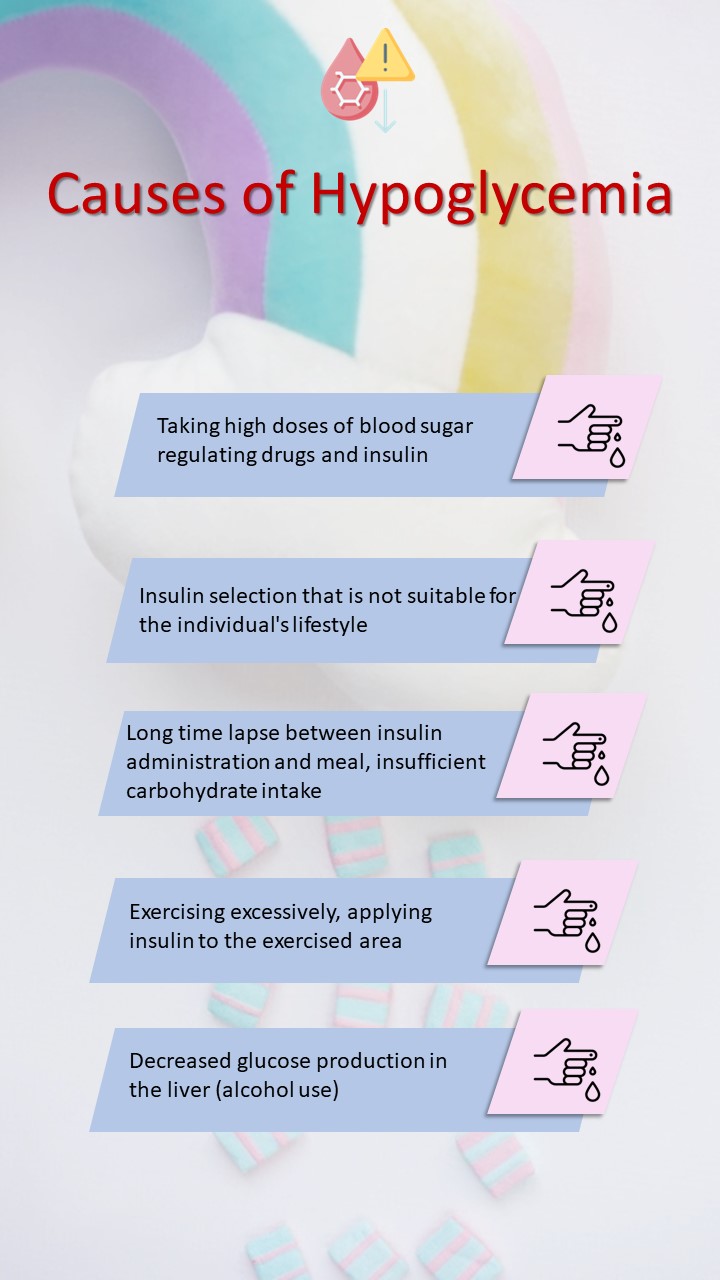 Causes of Hypoglycemia
Taking high doses of blood sugar
regulating drugs and insulin
Insulin selection that is not suitable for
the individual's lifestyle
Long time lapse between insulin
administration and meal, insufficient
carbohydrate intake
Exercising excessively, applying
insulin to the exercised area
Decreased glucose production in
the liver (alcohol use)